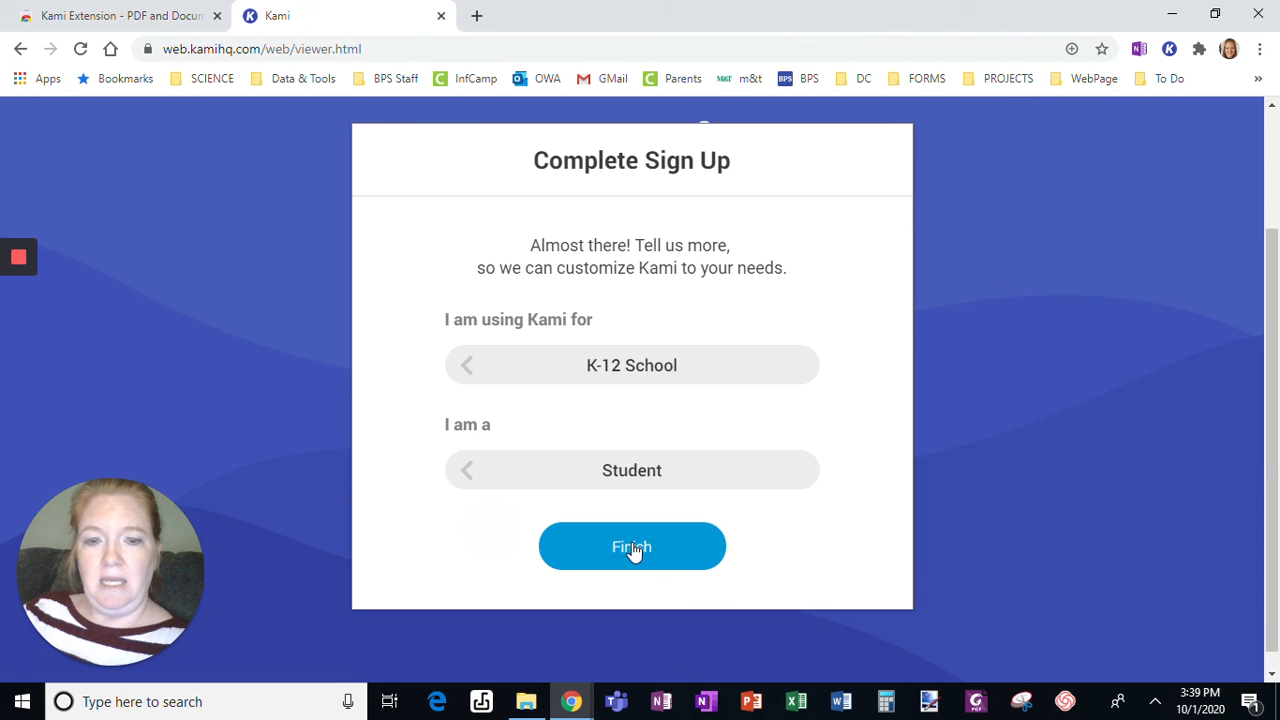 Kami Extension - PDF and Docum
Kami
web.kamihq.com/web/viewer.html
Apps
Bookmarks
SCIENCE
Data & Tools
BPS Staff
InfCamp
OWA
GMail
Parents
m&t
BPS
DC
FORMS
PROJECTS
WebPage
To Do
»
Complete Sign Up
Almost there! Tell us more,
so we can customize Kami to your needs.
I am using Kami for
K-12 School
I am a
Student
Finish
Type here to search
3:39 PM
10/1/2020